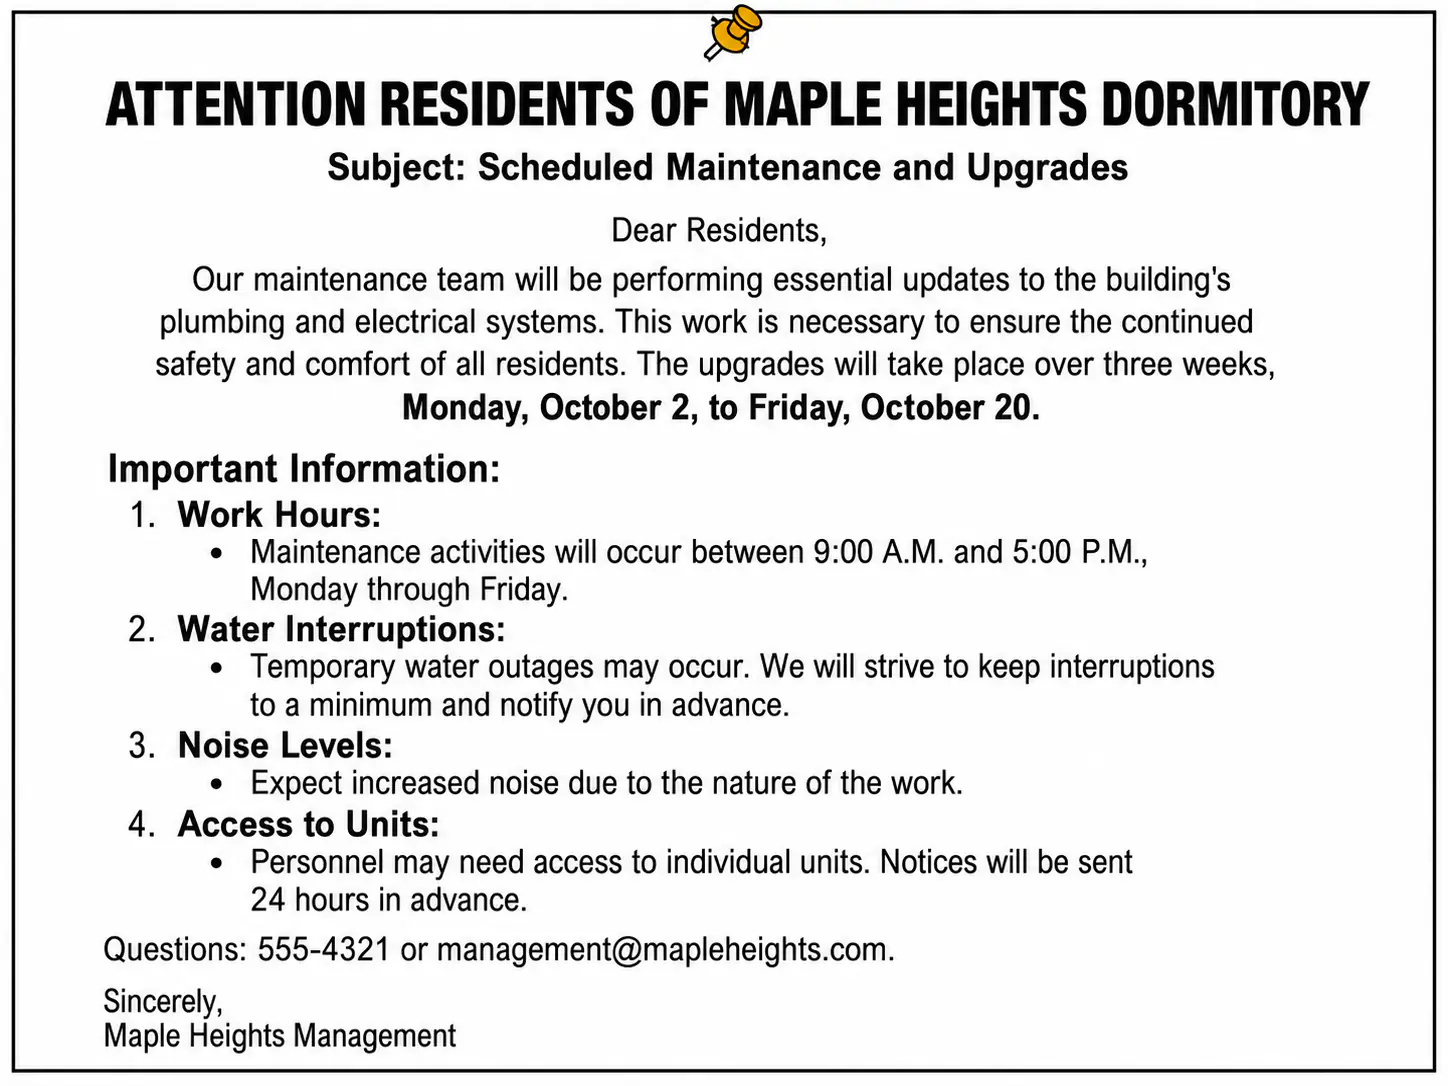 ATTENTION RESIDENTS OF MAPLE HEIGHTS DORMITORY
Subject: Scheduled Maintenance and Upgrades
Dear Residents,
Our maintenance team will be performing essential updates to the building's
plumbing and electrical systems. This work is necessary to ensure the continued
safety and comfort of all residents. The upgrades will take place over three weeks,
Monday, October 2, to Friday, October 20.
Important Information:
1. Work Hours:
• Maintenance activities will occur between 9:00 A.M. and 5:00 P.M.,
Monday through Friday.
2. Water Interruptions:
• Temporary water outages may occur. We will strive to keep interruptions
to a minimum and notify you in advance.
3. Noise Levels:
• Expect increased noise due to the nature of the work.
4. Access to Units:
• Personnel may need access to individual units. Notices will be sent
24 hours in advance.
Questions: 555-4321 or management@mapleheights.com.
Sincerely,
Maple Heights Management